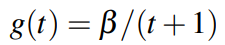 g(t) = β/(t+1)